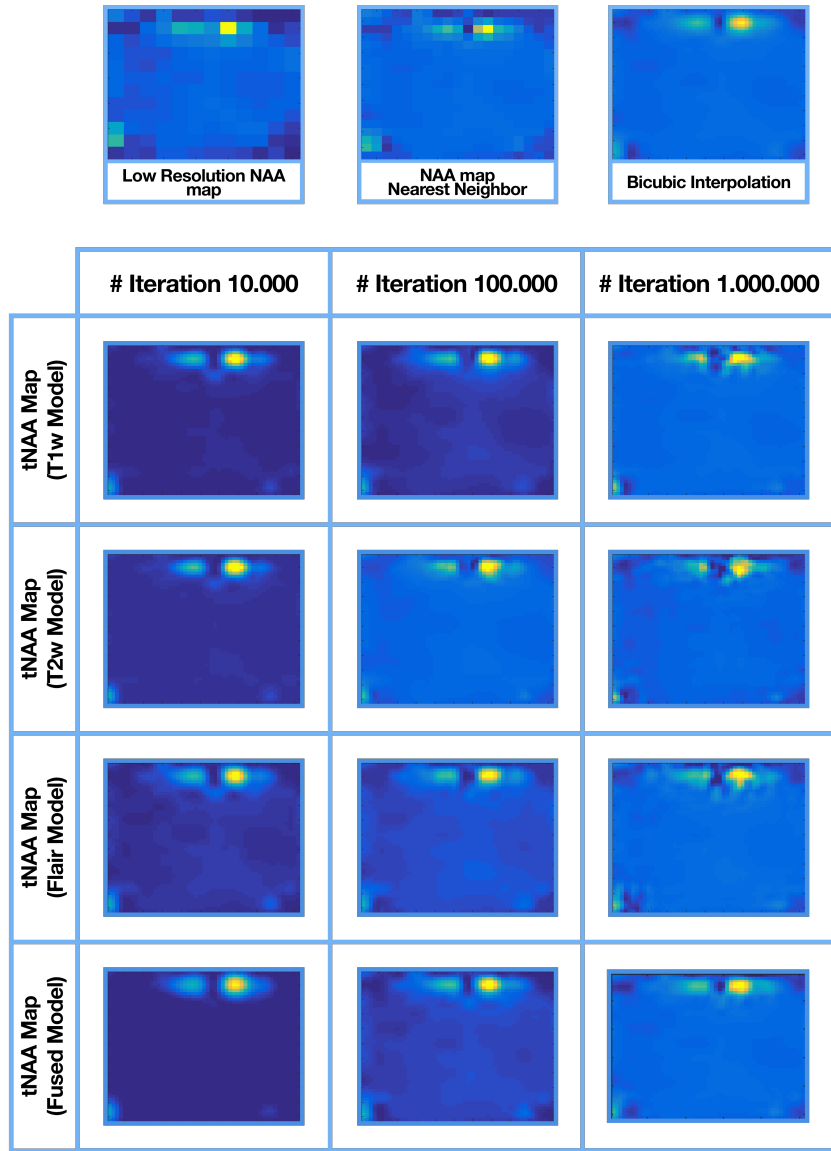 Low Resolution NAA
map
NAA map
Nearest Neighbor
Bicubic Interpolation
# Iteration 10.000
# Iteration 100.000
# Iteration 1.000.000
tNAA Map
(T1w Model)
tNAA Map
(T2w Model)
tNAA Map
(Flair Model)
tNAA Map
(Fused Model)